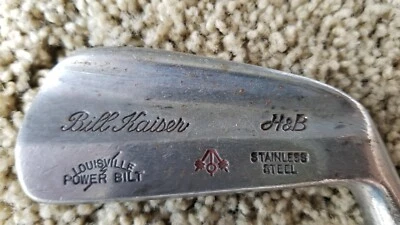 Bill Kaiser
H&B
LOUISVILLE
POWER BILT
STAINLESS
STEEL